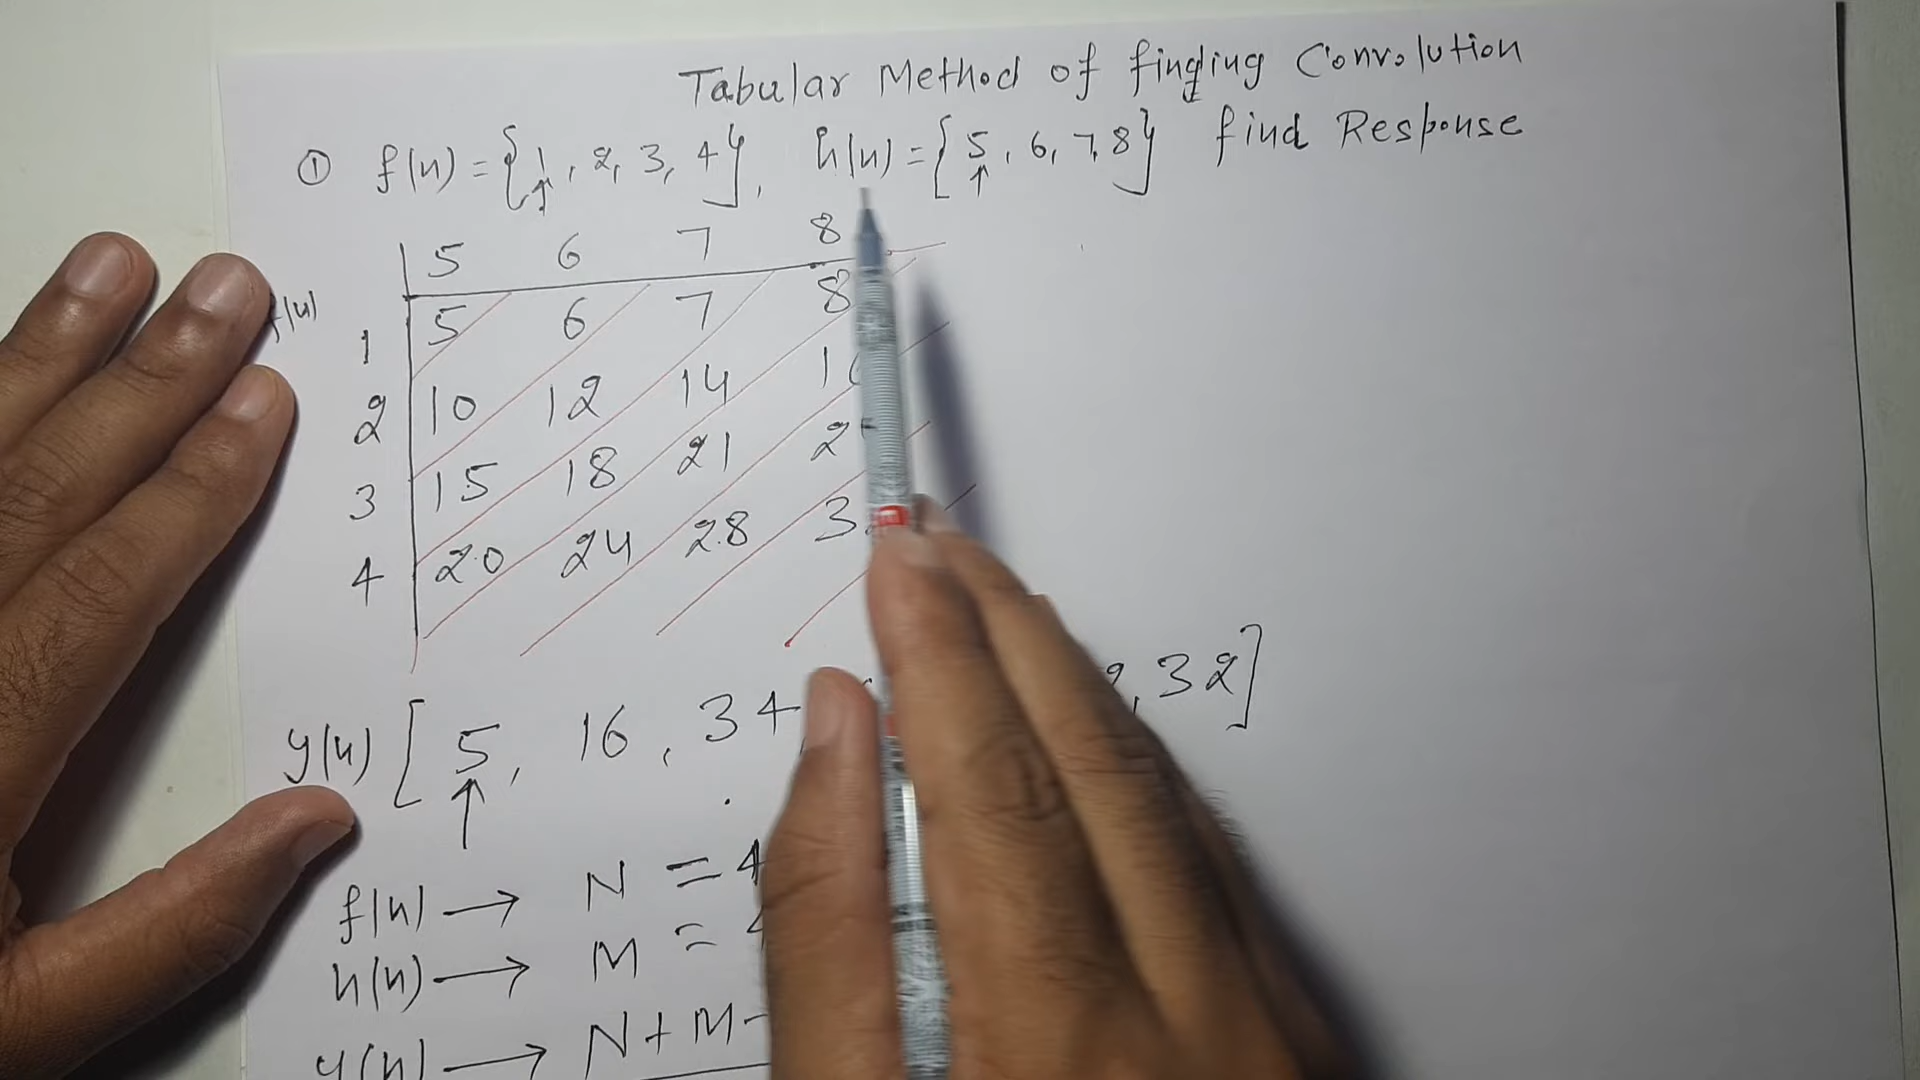 Tabular Method of finding Convolution
① f(n) = {1, 2, 3, 4}, h(n) = {5, 6, 7, 8} find Response
↑ ↑
5 6 7 8
f(n)
1 5 6 7 8
2 10 12 14
3 15 18 21
4 20 24 28
y(n) [5, 16, 34, , 32]
↑
f(n) → N = 4
h(n) → M =
y(n) → N+M-